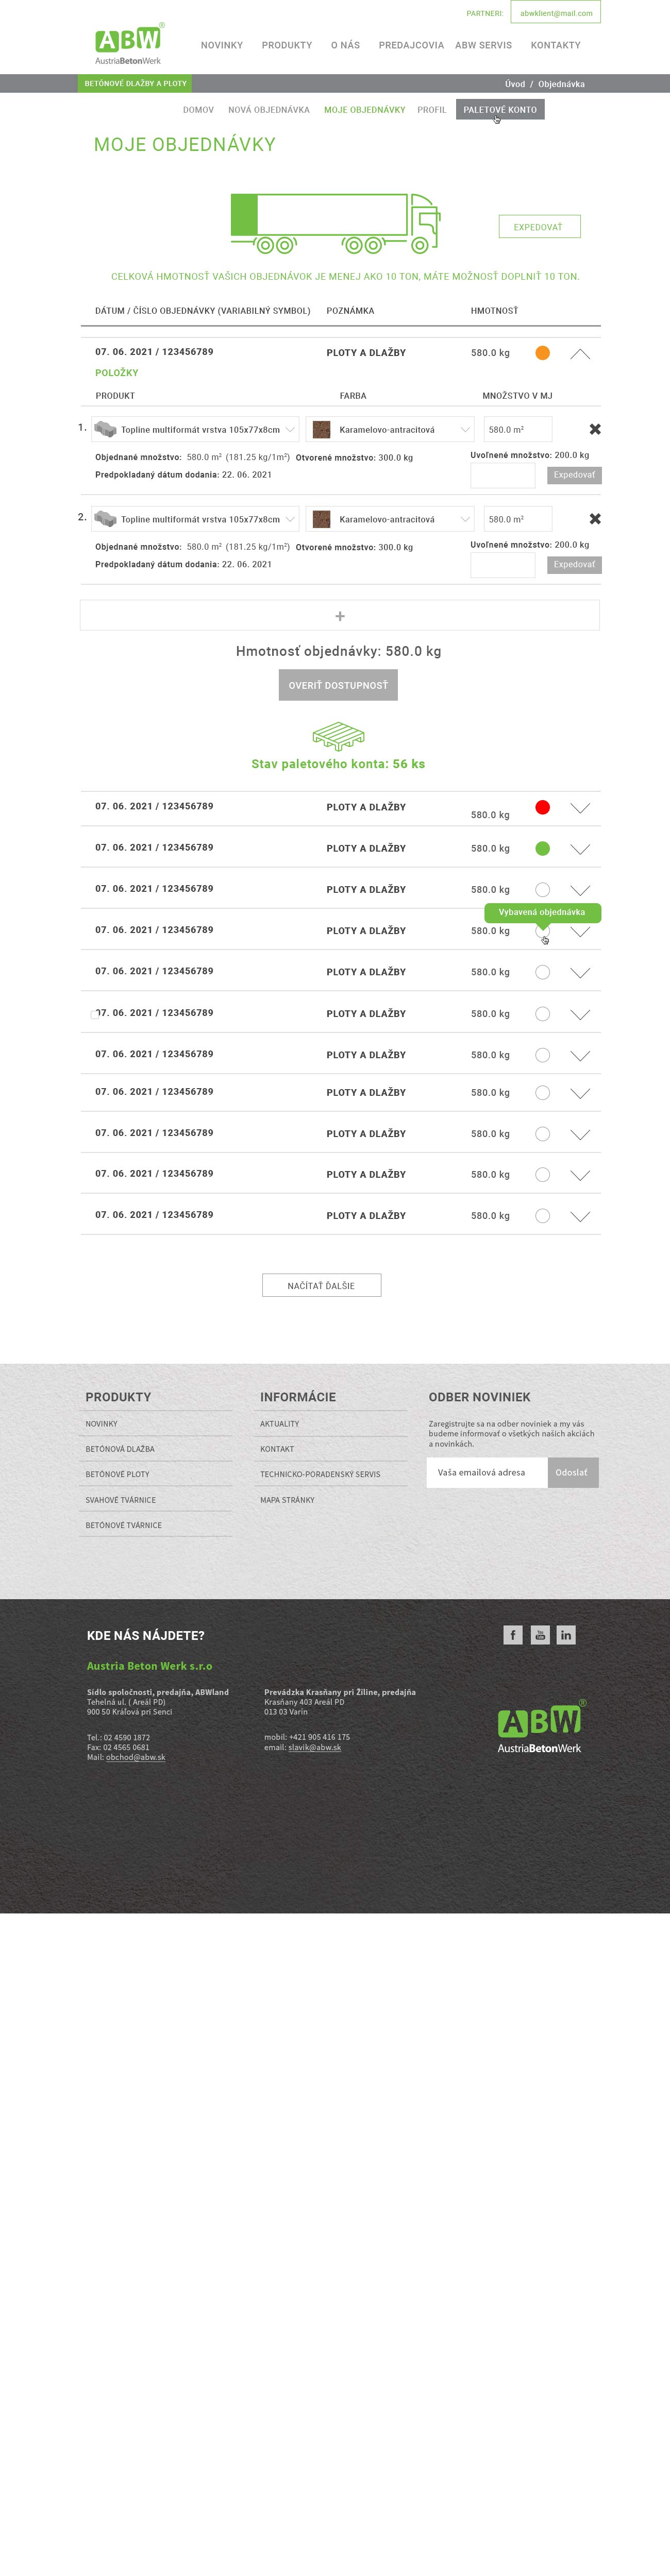 PARTNERI:
abwklient@mail.com
ABW®
AustriaBetonWerk
NOVINKY PRODUKTY O NÁS PREDAJCOVIA ABW SERVIS KONTAKTY
BETÓNOVÉ DLAŽBY A PLOTY
Úvod / Objednávka
DOMOV NOVÁ OBJEDNÁVKA MOJE OBJEDNÁVKY PROFIL PALETOVÉ KONTO
MOJE OBJEDNÁVKY
EXPEDOVAŤ
CELKOVÁ HMOTNOSŤ VAŠICH OBJEDNÁVOK JE MENEJ AKO 10 TON, MÁTE MOŽNOSŤ DOPLNIŤ 10 TON.
DÁTUM / ČÍSLO OBJEDNÁVKY (VARIABILNÝ SYMBOL) POZNÁMKA HMOTNOSŤ
07. 06. 2021 / 123456789 PLOTY A DLAŽBY 580.0 kg
POLOŽKY
PRODUKT FARBA MNOŽSTVO V MJ
1. Topline multiformát vrstva 105x77x8cm Karamelovo-antracitová 580.0 m²
Objednané množstvo: 580.0 m² (181.25 kg/1m²) Otvorené množstvo: 300.0 kg Uvoľnené množstvo: 200.0 kg
Predpokladaný dátum dodania: 22. 06. 2021 Expedovať
2. Topline multiformát vrstva 105x77x8cm Karamelovo-antracitová 580.0 m²
Objednané množstvo: 580.0 m² (181.25 kg/1m²) Otvorené množstvo: 300.0 kg Uvoľnené množstvo: 200.0 kg
Predpokladaný dátum dodania: 22. 06. 2021 Expedovať
+
Hmotnosť objednávky: 580.0 kg
OVERIŤ DOSTUPNOSŤ
Stav paletového konta: 56 ks
07. 06. 2021 / 123456789 PLOTY A DLAŽBY 580.0 kg
07. 06. 2021 / 123456789 PLOTY A DLAŽBY 580.0 kg
07. 06. 2021 / 123456789 PLOTY A DLAŽBY 580.0 kg
Vybavená objednávka
07. 06. 2021 / 123456789 PLOTY A DLAŽBY 580.0 kg
07. 06. 2021 / 123456789 PLOTY A DLAŽBY 580.0 kg
07. 06. 2021 / 123456789 PLOTY A DLAŽBY 580.0 kg
07. 06. 2021 / 123456789 PLOTY A DLAŽBY 580.0 kg
07. 06. 2021 / 123456789 PLOTY A DLAŽBY 580.0 kg
07. 06. 2021 / 123456789 PLOTY A DLAŽBY 580.0 kg
07. 06. 2021 / 123456789 PLOTY A DLAŽBY 580.0 kg
07. 06. 2021 / 123456789 PLOTY A DLAŽBY 580.0 kg
NAČÍTAŤ ĎALŠIE
PRODUKTY
NOVINKY
BETÓNOVÁ DLAŽBA
BETÓNOVÉ PLOTY
SVAHOVÉ TVÁRNICE
BETÓNOVÉ TVÁRNICE
INFORMÁCIE
AKTUALITY
KONTAKT
TECHNICKO-PORADENSKÝ SERVIS
MAPA STRÁNKY
ODBER NOVINIEK
Zaregistrujte sa na odber noviniek a my vás
budeme informovať o všetkých našich akciách
a novinkách.
Vaša emailová adresa Odoslať
KDE NÁS NÁJDETE?
f You Tube in
Austria Beton Werk s.r.o
Sídlo spoločnosti, predajňa, ABWland
Tehelná ul. ( Areál PD)
900 50 Kráľová pri Senci
Tel.: 02 4590 1872
Fax: 02 4565 0681
Mail: obchod@abw.sk
Prevádzka Krasňany pri Žiline, predajňa
Krasňany 403 Areál PD
013 03 Varín
mobil: +421 905 416 175
email: slavik@abw.sk
ABW®
AustriaBetonWerk